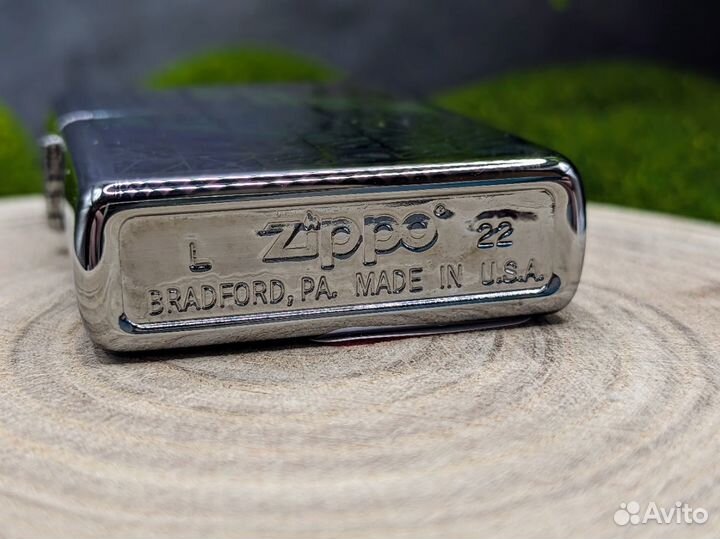 L Zippo® 22
BRADFORD, PA. MADE IN U.S.A.
Avito